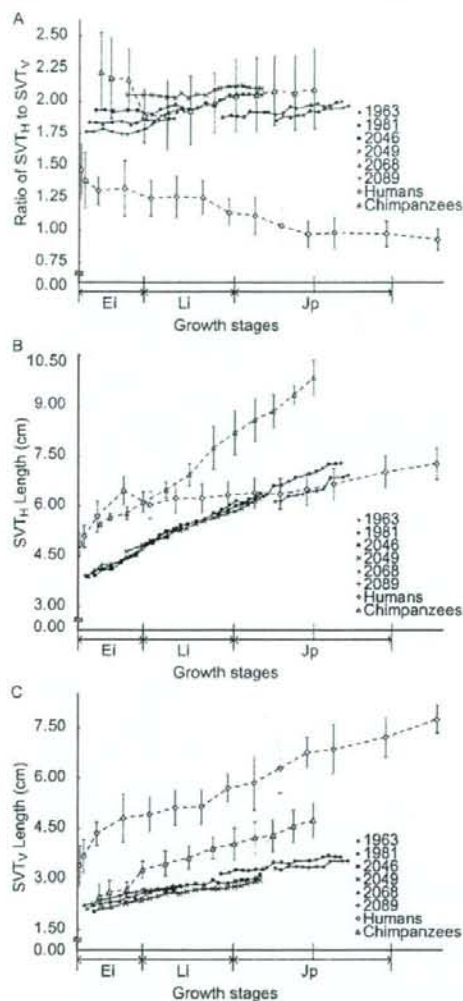 A
Ratio of SVTH to SVTV
2.50
2.25
2.00
1.75
1.50
1.25
1.00
0.75
0.00
1963
1981
2046
2049
2068
2089
Humans
Chimpanzees
Ei Li Jp
Growth stages
B
SVTH Length (cm)
10.50
9.00
7.50
6.00
4.50
3.00
0.00
1963
1981
2046
2049
2068
2089
Humans
Chimpanzees
Ei Li Jp
Growth stages
C
SVTV Length (cm)
7.50
6.00
4.50
3.00
1.50
0.00
1963
1981
2046
2049
2068
2089
Humans
Chimpanzees
Ei Li Jp
Growth stages